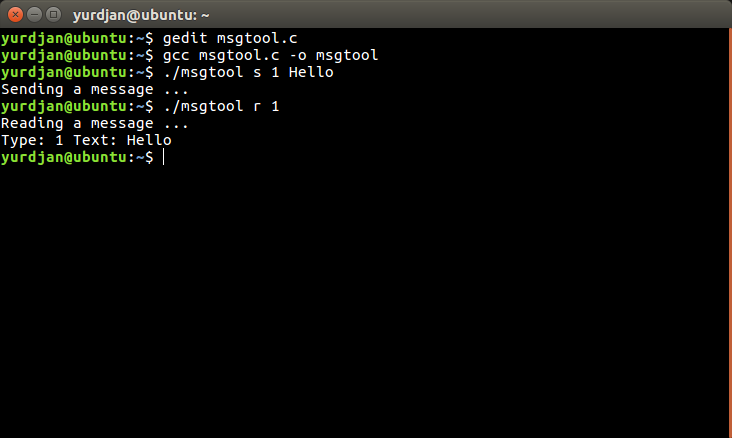 yurdjan@ubuntu: ~
yurdjan@ubuntu:~$ gedit msgtool.c
yurdjan@ubuntu:~$ gcc msgtool.c -o msgtool
yurdjan@ubuntu:~$ ./msgtool s 1 Hello
Sending a message ...
yurdjan@ubuntu:~$ ./msgtool r 1
Reading a message ...
Type: 1 Text: Hello
yurdjan@ubuntu:~$